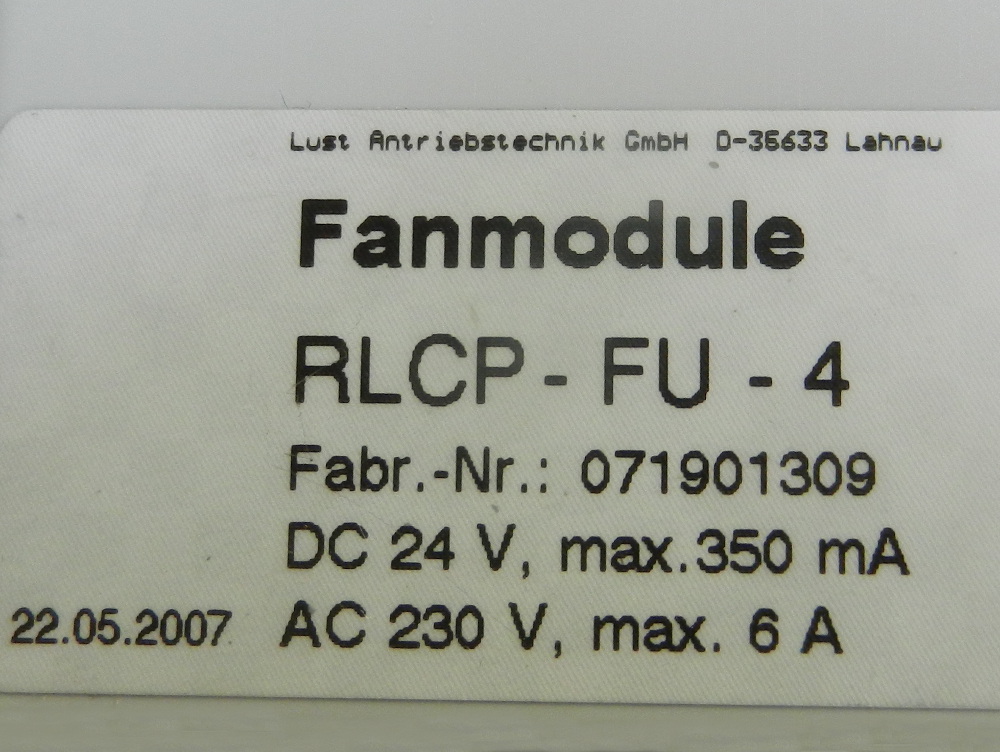 Lust Antriebstechnik GmbH D-35633 Lahnau
Fanmodule
RLCP - FU - 4
Fabr.-Nr.: 071901309
DC 24 V, max.350 mA
22.05.2007 AC 230 V, max. 6 A